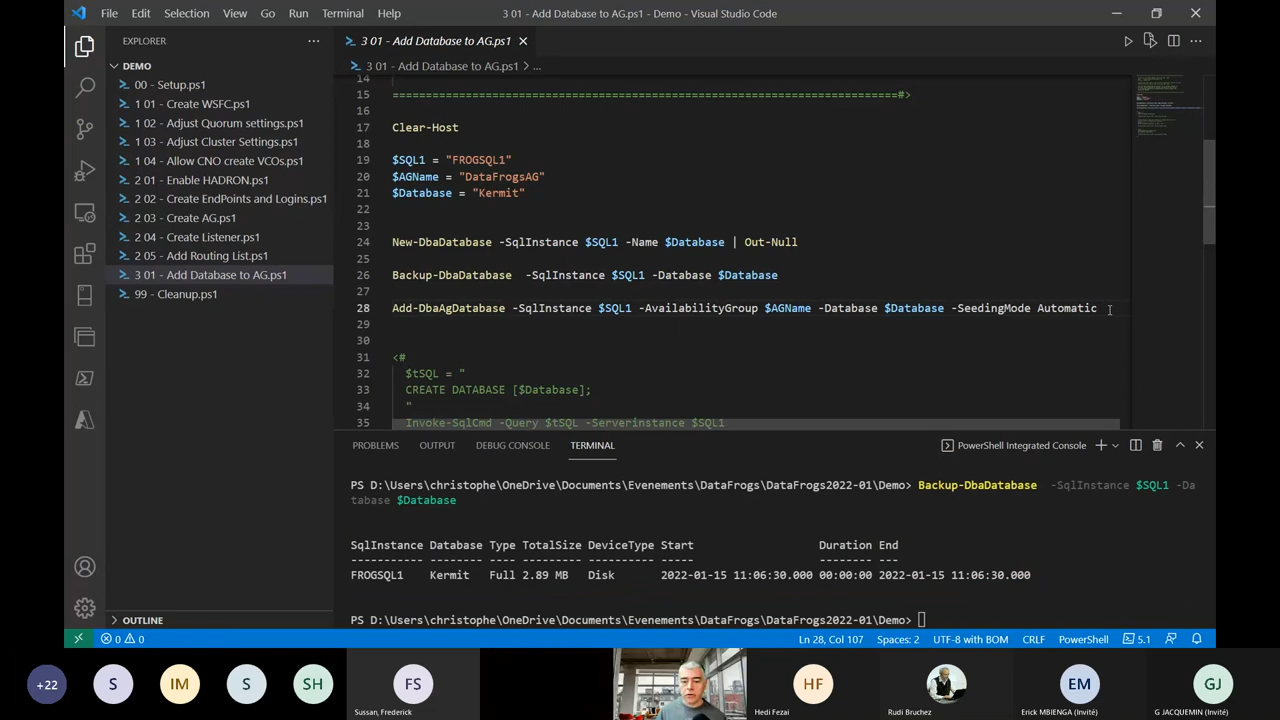 File Edit Selection View Go Run Terminal Help
3 01 - Add Database to AG.ps1 - Demo - Visual Studio Code
EXPLORER
DEMO
00 - Setup.ps1
1 01 - Create WSFC.ps1
1 02 - Adjust Quorum settings.ps1
1 03 - Adjust Cluster Settings.ps1
1 04 - Allow CNO create VCOs.ps1
2 01 - Enable HADRON.ps1
2 02 - Create EndPoints and Logins.ps1
2 03 - Create AG.ps1
2 04 - Create Listener.ps1
2 05 - Add Routing List.ps1
3 01 - Add Database to AG.ps1
99 - Cleanup.ps1
OUTLINE
3 01 - Add Database to AG.ps1
3 01 - Add Database to AG.ps1 > ...
14
15 ============================================================================#>
16
17 Clear-Host
18
19 $SQL1 = "FROGSQL1"
20 $AGName = "DataFrogsAG"
21 $Database = "Kermit"
22
23
24 New-DbaDatabase -SqlInstance $SQL1 -Name $Database | Out-Null
25
26 Backup-DbaDatabase  -SqlInstance $SQL1 -Database $Database
27
28 Add-DbaAgDatabase -SqlInstance $SQL1 -AvailabilityGroup $AGName -Database $Database -SeedingMode Automatic
29
30
31 <#
32 $tSQL = "
33 CREATE DATABASE [$Database];
34 "
35 Invoke-SqlCmd -Query $tSQL -Serverinstance $SQL1
PROBLEMS OUTPUT DEBUG CONSOLE TERMINAL
PowerShell Integrated Console
PS D:\Users\christophe\OneDrive\Documents\Evenements\DataFrogs\DataFrogs2022-01\Demo> Backup-DbaDatabase  -SqlInstance $SQL1 -Da
tabase $Database
SqlInstance Database Type TotalSize DeviceType Start Duration End
----------- -------- ---- --------- ---------- ----- -------- ---
FROGSQL1 Kermit Full 2.89 MB Disk 2022-01-15 11:06:30.000 00:00:00 2022-01-15 11:06:30.000
PS D:\Users\christophe\OneDrive\Documents\Evenements\DataFrogs\DataFrogs2022-01\Demo>
0 0 Ln 28, Col 107 Spaces: 2 UTF-8 with BOM CRLF PowerShell 5.1
+22 S IM S SH FS HF EM GJ
Sussan, Frederick Hedi Fezai Rudi Bruchez Erick MBIENGA (Invité) G JACQUEMIN (Invité)